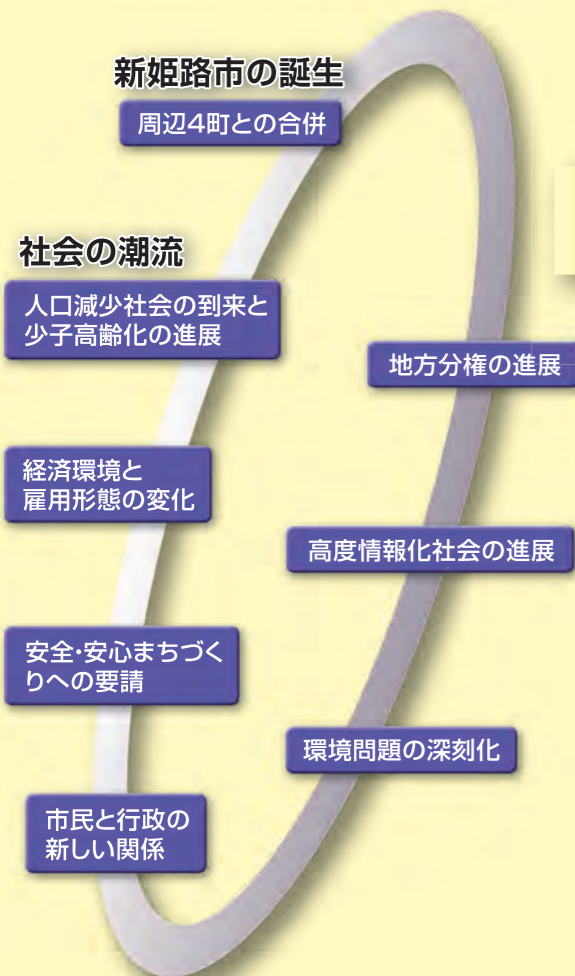 新姫路市の誕生
周辺4町との合併
社会の潮流
人口減少社会の到来と
少子高齢化の進展
地方分権の進展
経済環境と
雇用形態の変化
高度情報化社会の進展
安全・安心まちづく
りへの要請
環境問題の深刻化
市民と行政の
新しい関係